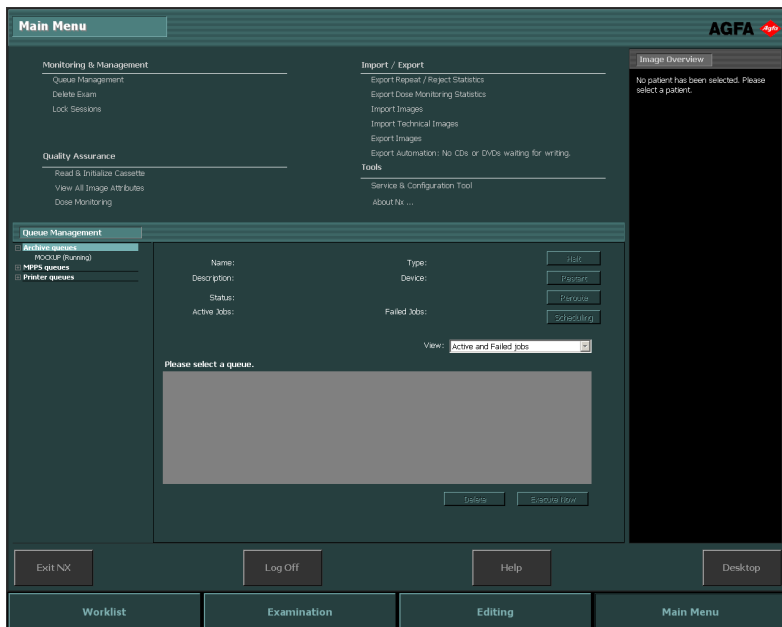 Main Menu
AGFA
Agfa
Monitoring & Management
Queue Management
Delete Exam
Lock Sessions
Quality Assurance
Read & Initialize Cassette
View All Image Attributes
Dose Monitoring
Import / Export
Export Repeat / Reject Statistics
Export Dose Monitoring Statistics
Import Images
Import Technical Images
Export Images
Export Automation: No CDs or DVDs waiting for writing.
Tools
Service & Configuration Tool
About Nx ...
Image Overview
No patient has been selected. Please
select a patient.
Queue Management
Archive queues
MOCKUP (Running)
MPPS queues
Printer queues
Name:
Type:
Halt
Description:
Device:
Restart
Status:
Reroute
Active Jobs:
Failed Jobs:
Scheduling
View:
Active and Failed jobs
Please select a queue.
Delete
Execute Now
Exit NX
Log Off
Help
Desktop
Worklist
Examination
Editing
Main Menu